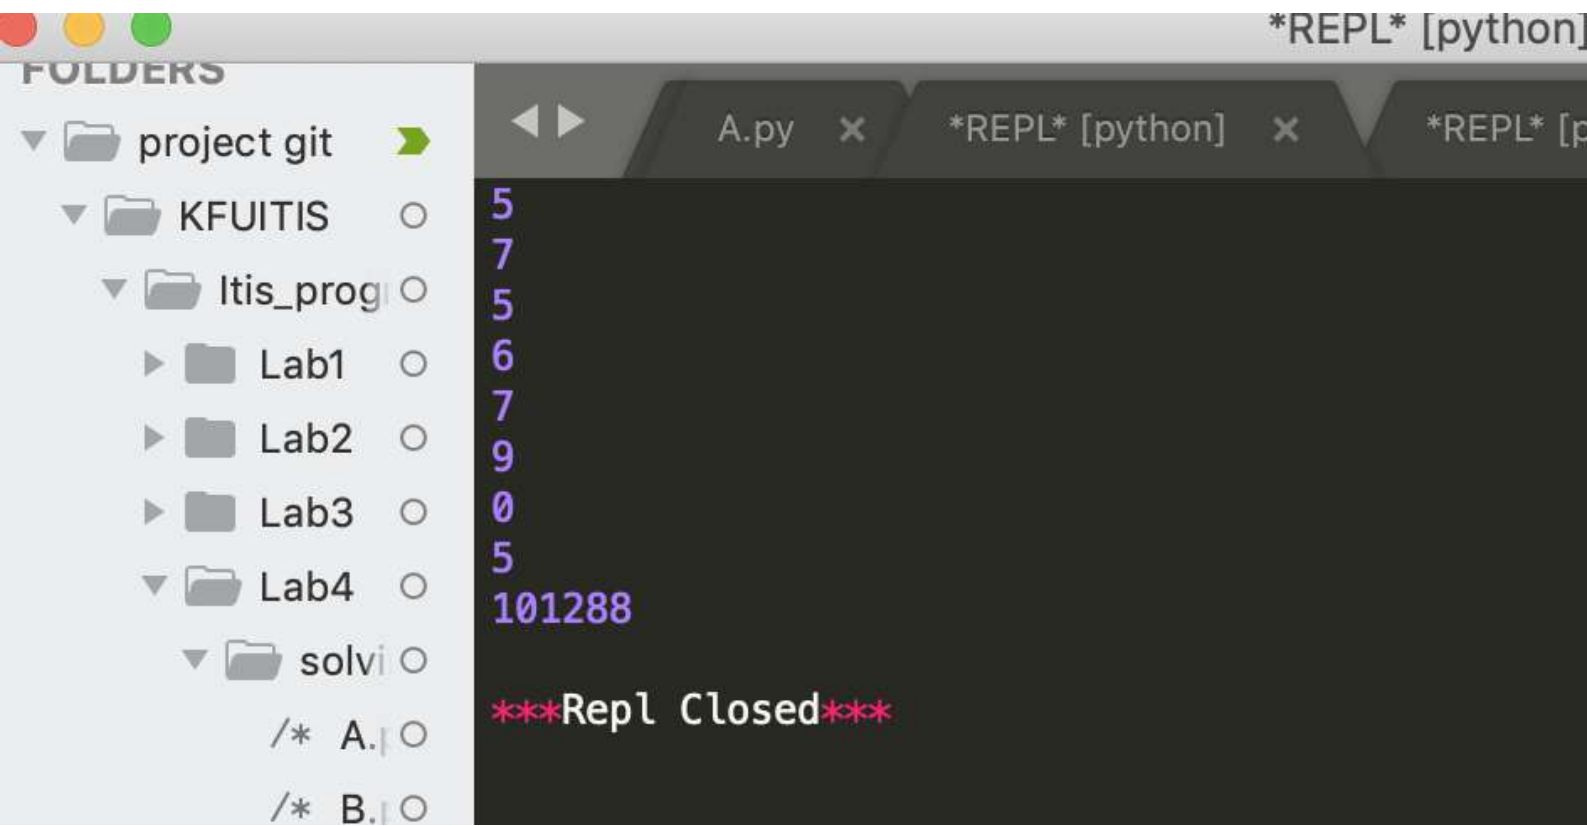 *REPL* [python]
FOLDERS
project git
KFUITIS
Itis_prog
Lab1
Lab2
Lab3
Lab4
solvi
/* A.
/* B.
A.py × *REPL* [python] × *REPL* [p
5
7
5
6
7
9
0
5
101288
***Repl Closed***